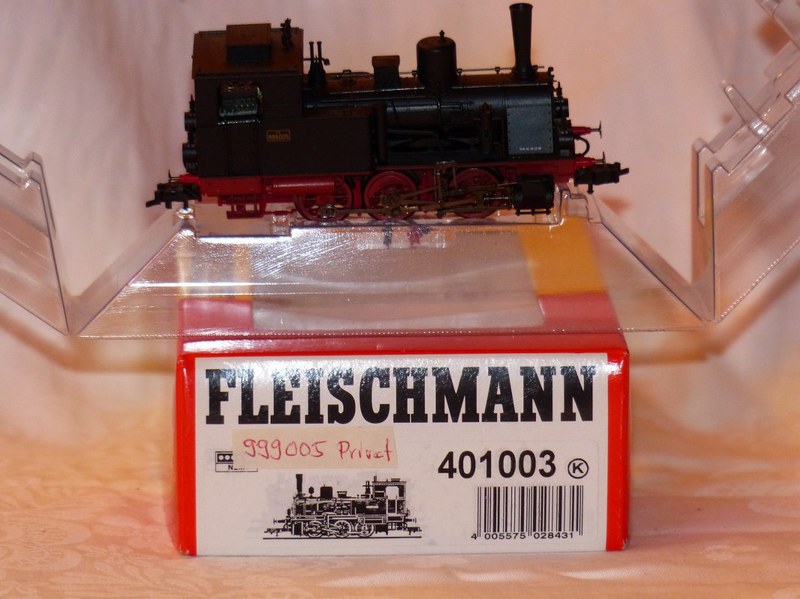 FLEISCHMANN
999005 Privat
401003 K
N
4 005575 028431